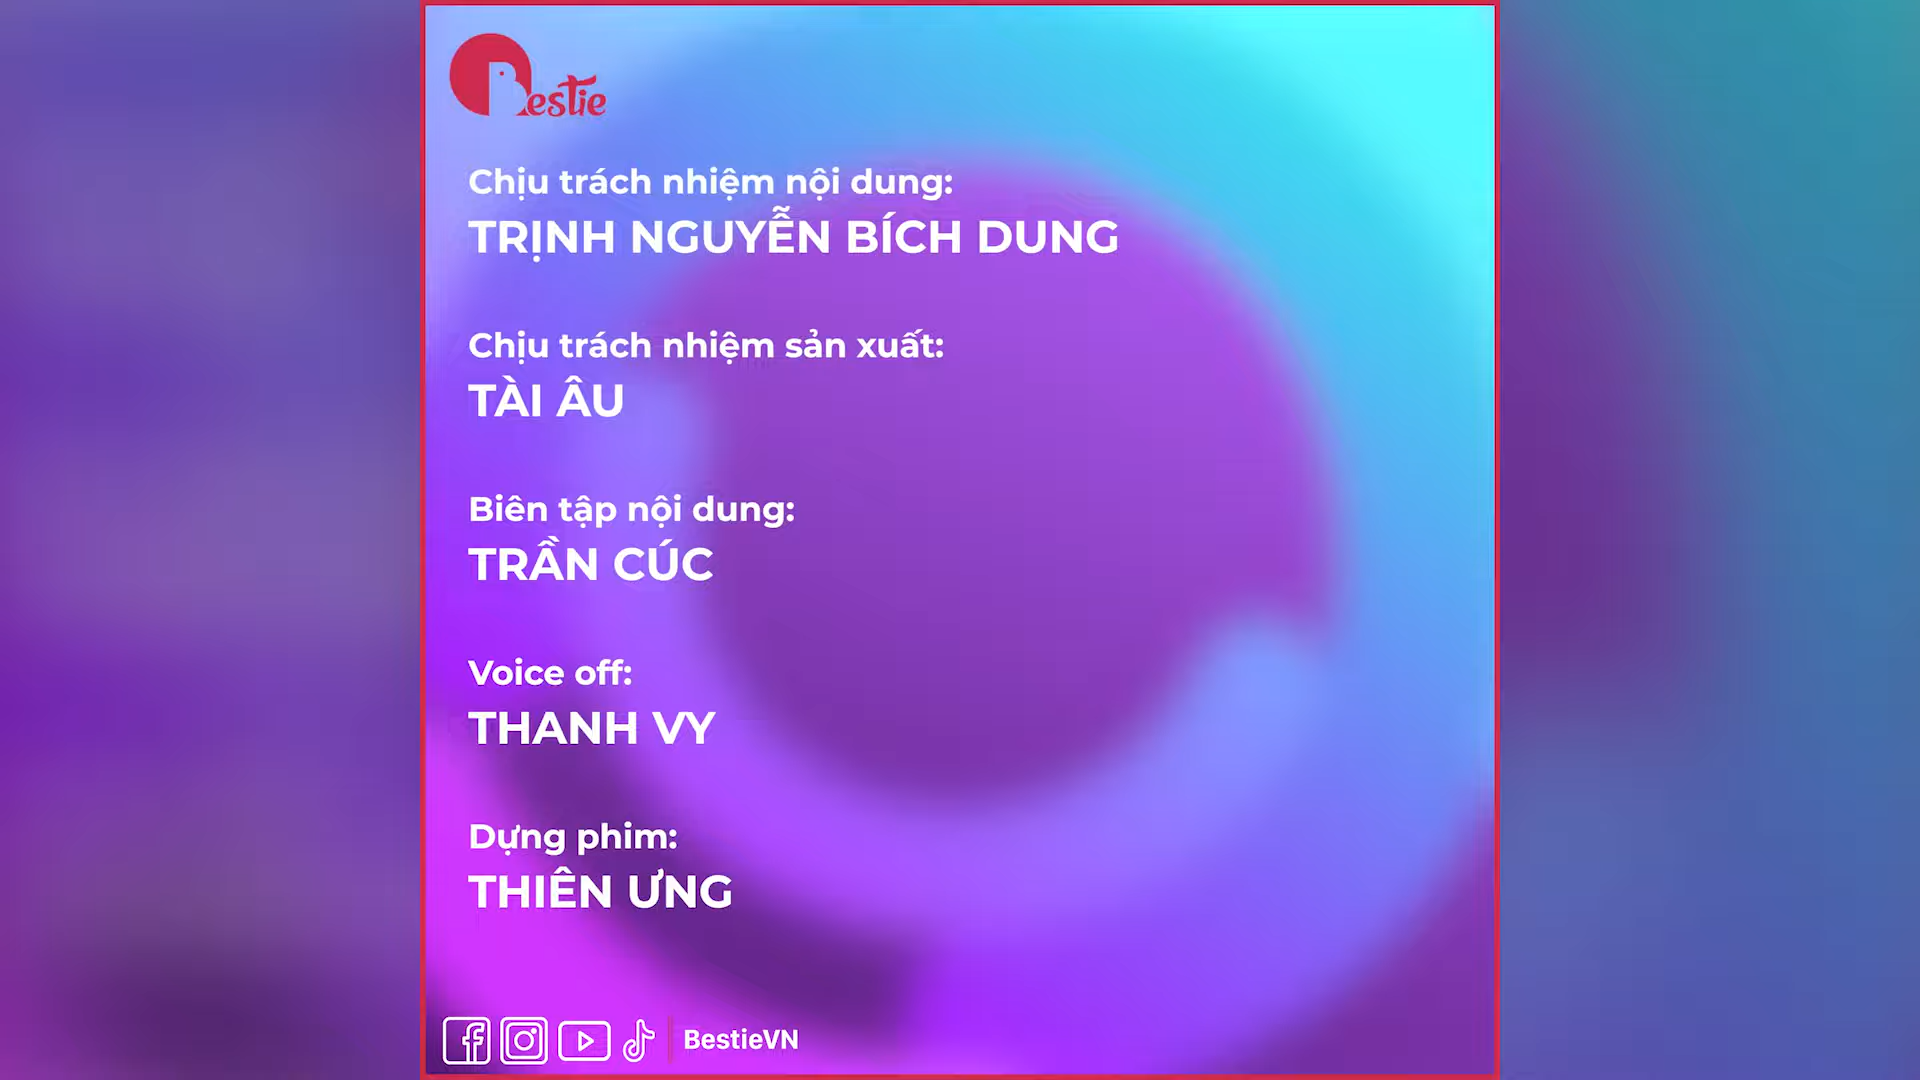 Bestie
Chịu trách nhiệm nội dung:
TRỊNH NGUYỄN BÍCH DUNG
Chịu trách nhiệm sản xuất:
TÀI ÂU
Biên tập nội dung:
TRẦN CÚC
Voice off:
THANH VY
Dựng phim:
THIÊN ƯNG
BestieVN